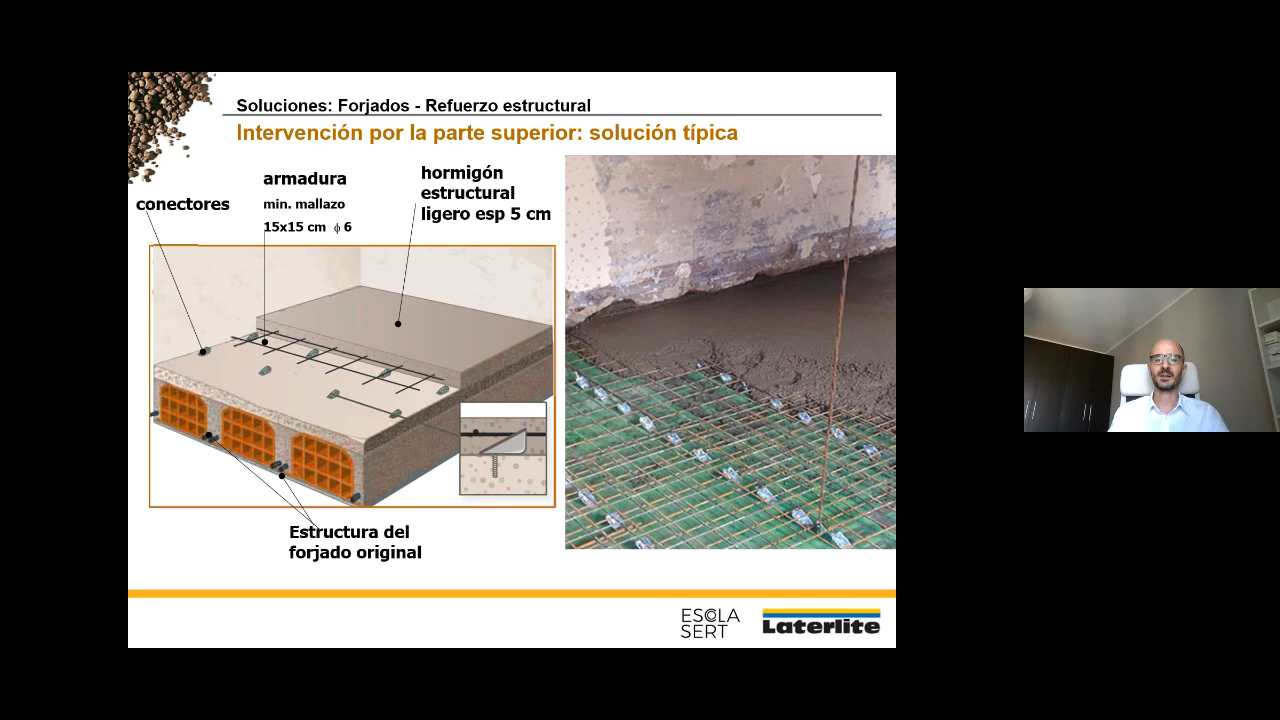 Soluciones: Forjados - Refuerzo estructural
Intervención por la parte superior: solución típica
conectores
armadura
min. mallazo
15x15 cm ϕ 6
hormigón
estructural
ligero esp 5 cm
Estructura del
forjado original
ESCOLA
SERT
Laterlite